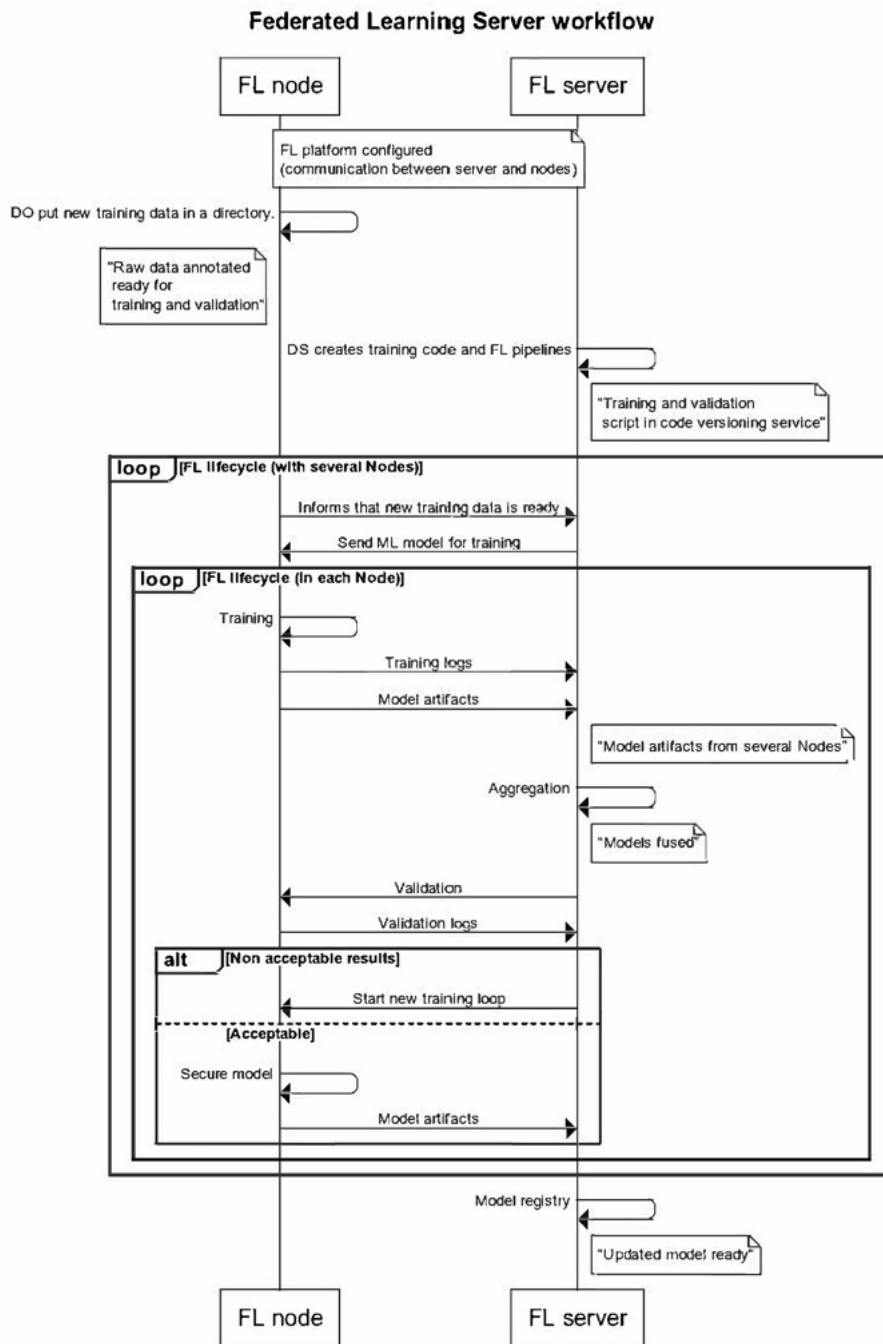 Federated Learning Server workflow
FL node
FL server
FL platform configured
(communication between server and nodes)
DO put new training data in a directory.
"Raw data annotated
ready for
training and validation"
DS creates training code and FL pipelines
"Training and validation
script in code versioning service"
loop
[FL lifecycle (with several Nodes)]
Informs that new training data is ready
Send ML model for training
loop
[FL lifecycle (in each Node)]
Training
Training logs
Model artifacts
"Model artifacts from several Nodes"
Aggregation
"Models fused"
Validation
Validation logs
alt
[Non acceptable results]
Start new training loop
[Acceptable]
Secure model
Model artifacts
Model registry
"Updated model ready"
FL node
FL server